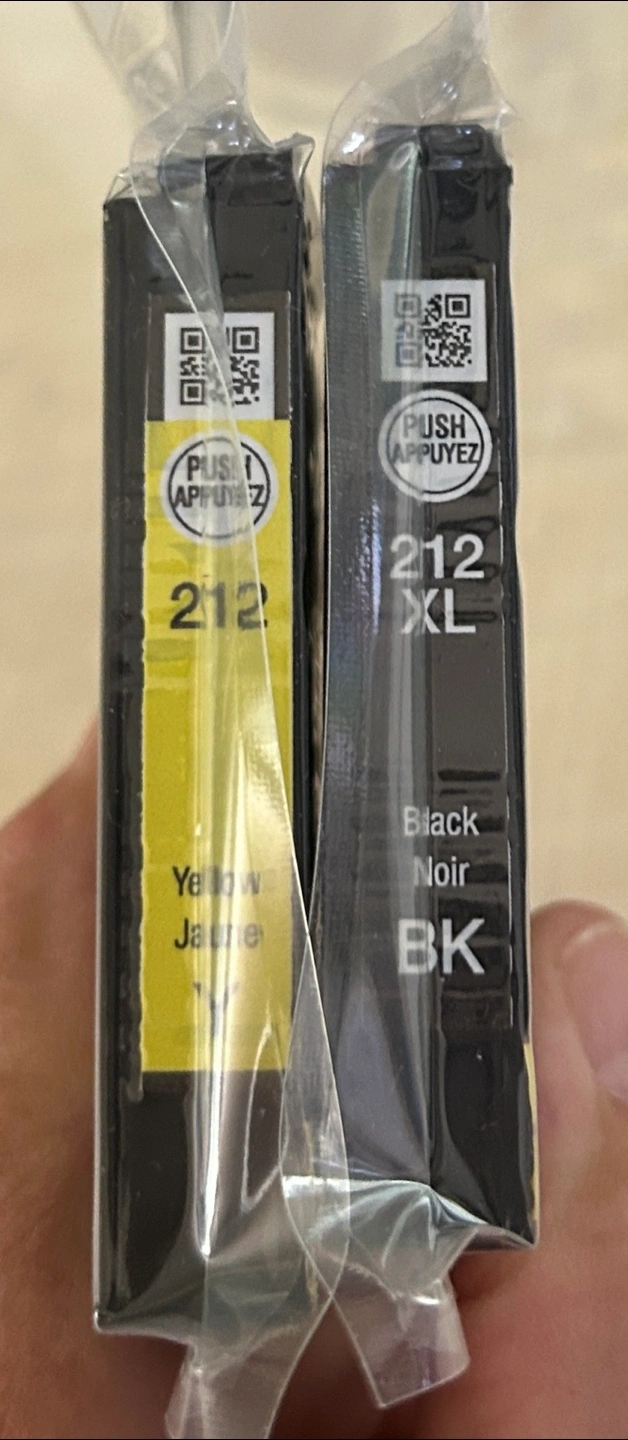 PUSH
APPUYEZ
212
Yellow
Jaune
Y
PUSH
APPUYEZ
212
XL
Black
Noir
BK